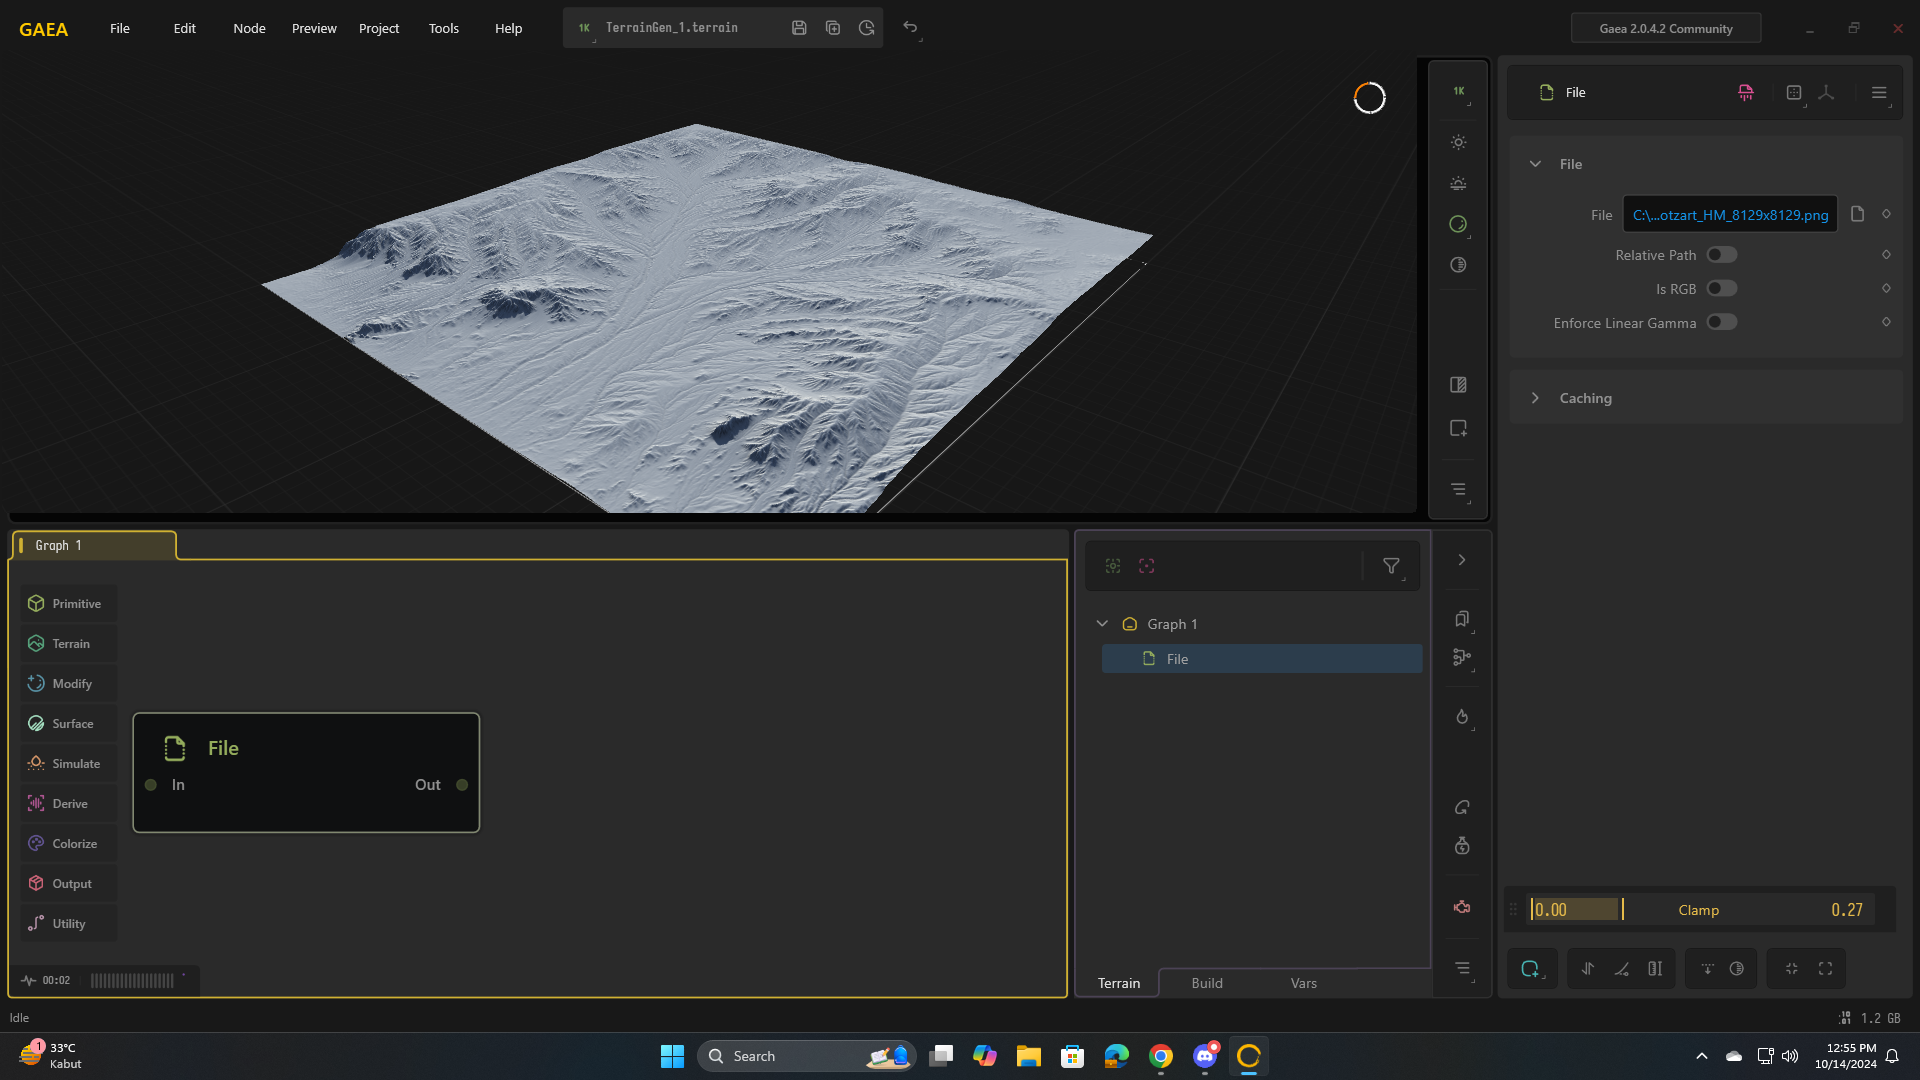 GAEA
File
Edit
Node
Preview
Project
Tools
Help
1K
TerrainGen_1.terrain
Gaea 2.0.4.2 Community
1K
File
File
File
C:\...otzart_HM_8129x8129.png
Relative Path
Is RGB
Enforce Linear Gamma
Caching
Graph 1
Primitive
Terrain
Modify
Surface
Simulate
Derive
Colorize
Output
Utility
File
In
Out
00:02
Graph 1
File
Terrain
Build
Vars
0.00
Clamp
0.27
Idle
1.2 GB
1
33°C
Kabut
Search
12:55 PM
10/14/2024